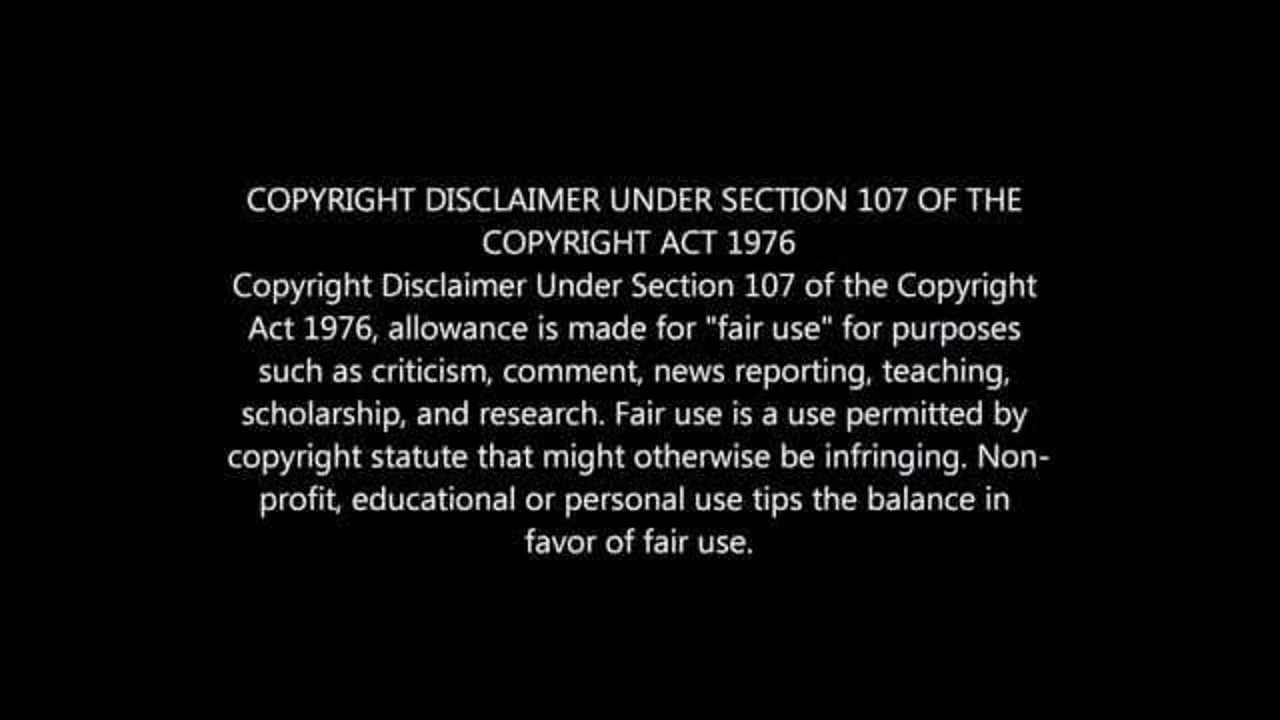 COPYRIGHT DISCLAIMER UNDER SECTION 107 OF THE
COPYRIGHT ACT 1976
Copyright Disclaimer Under Section 107 of the Copyright
Act 1976, allowance is made for "fair use" for purposes
such as criticism, comment, news reporting, teaching,
scholarship, and research. Fair use is a use permitted by
copyright statute that might otherwise be infringing. Non-
profit, educational or personal use tips the balance in
favor of fair use.